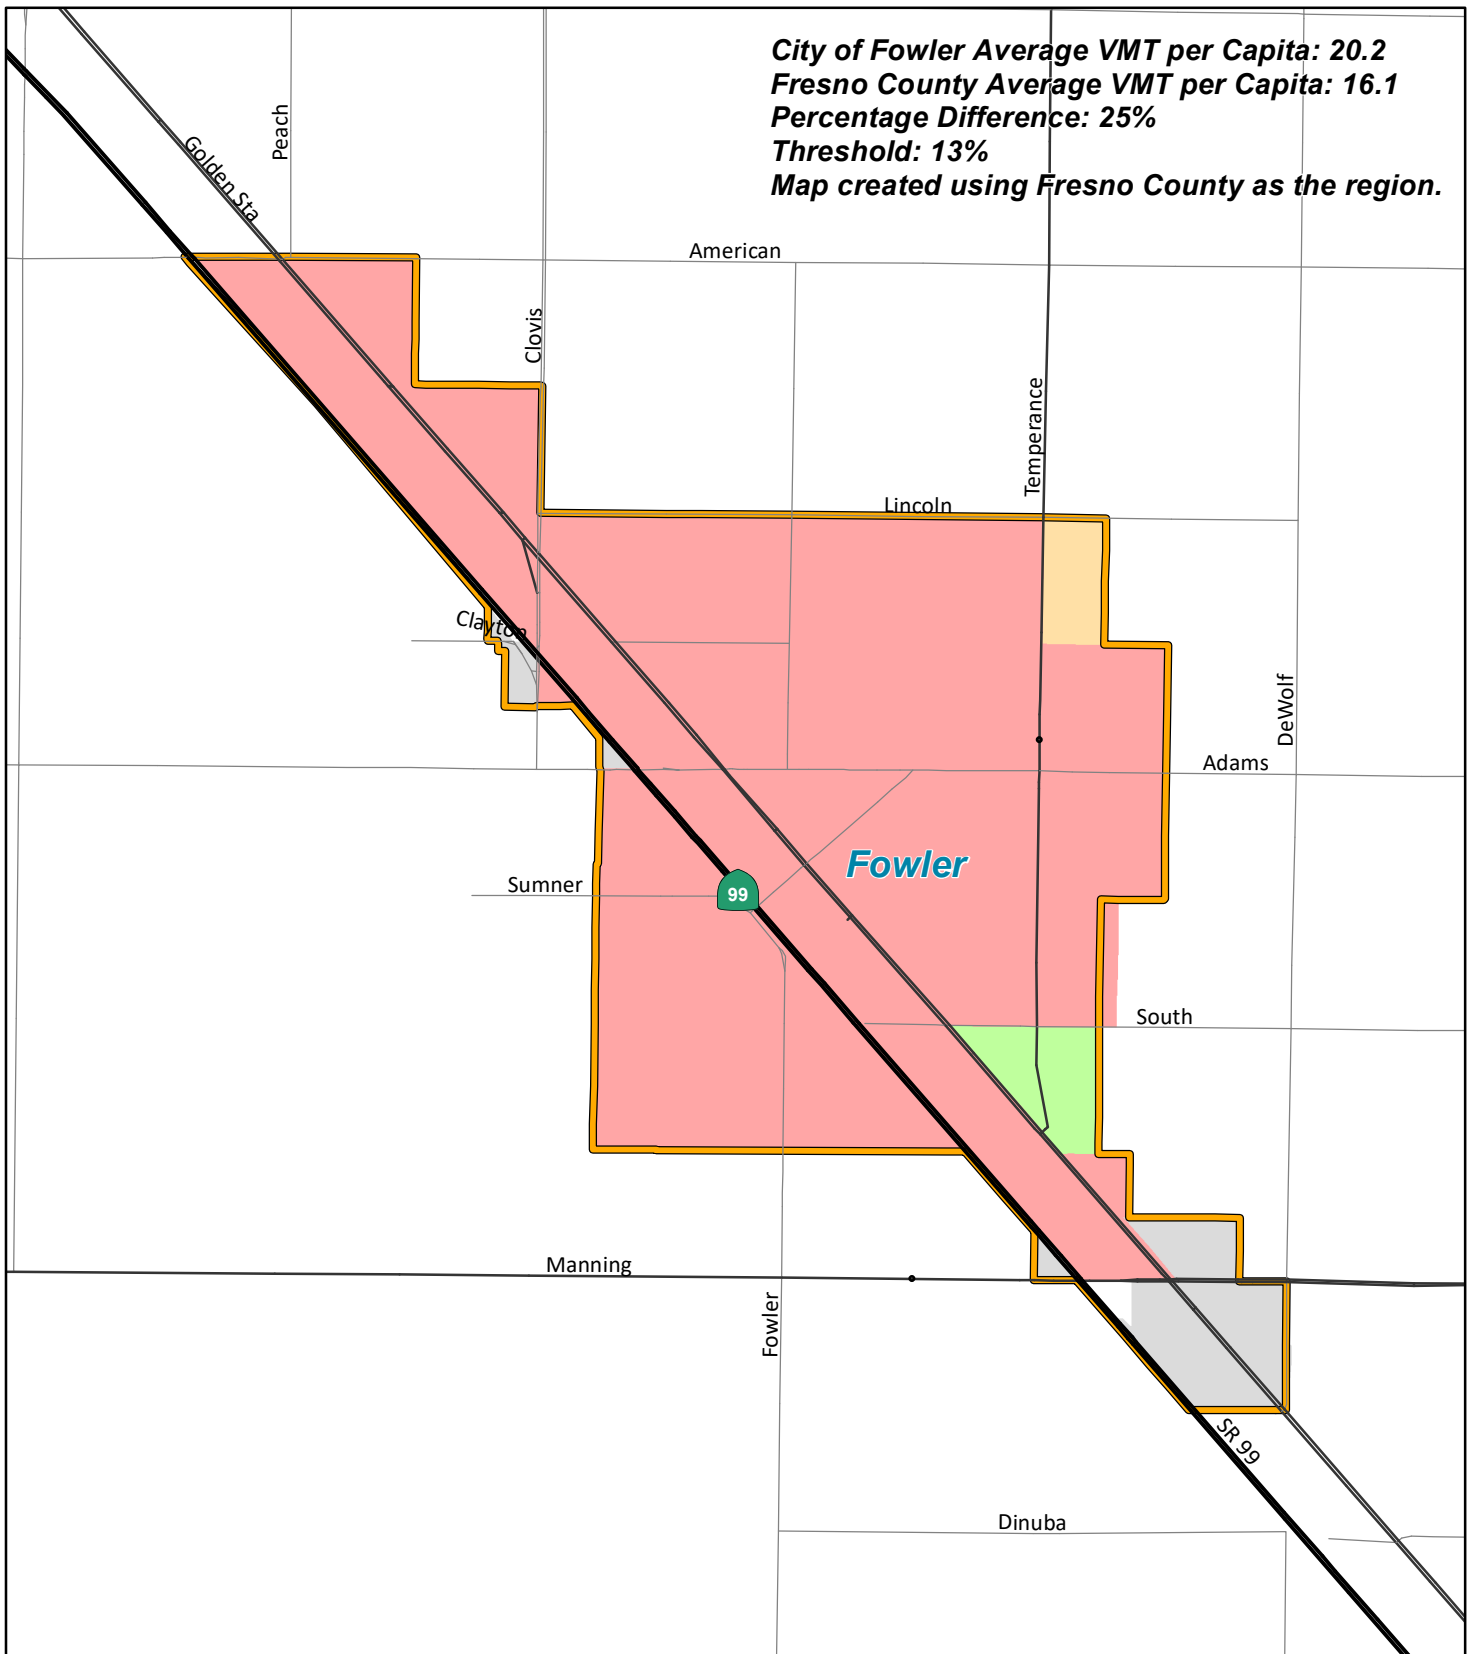 City of Fowler Average VMT per Capita: 20.2
Fresno County Average VMT per Capita: 16.1
Percentage Difference: 25%
Threshold: 13%
Map created using Fresno County as the region.
Peach
Golden Sta
American
Clovis
Temperance
Lincoln
Clayton
DeWolf
Adams
Fowler
Sumner
99
South
Manning
Fowler
SR 99
Dinuba